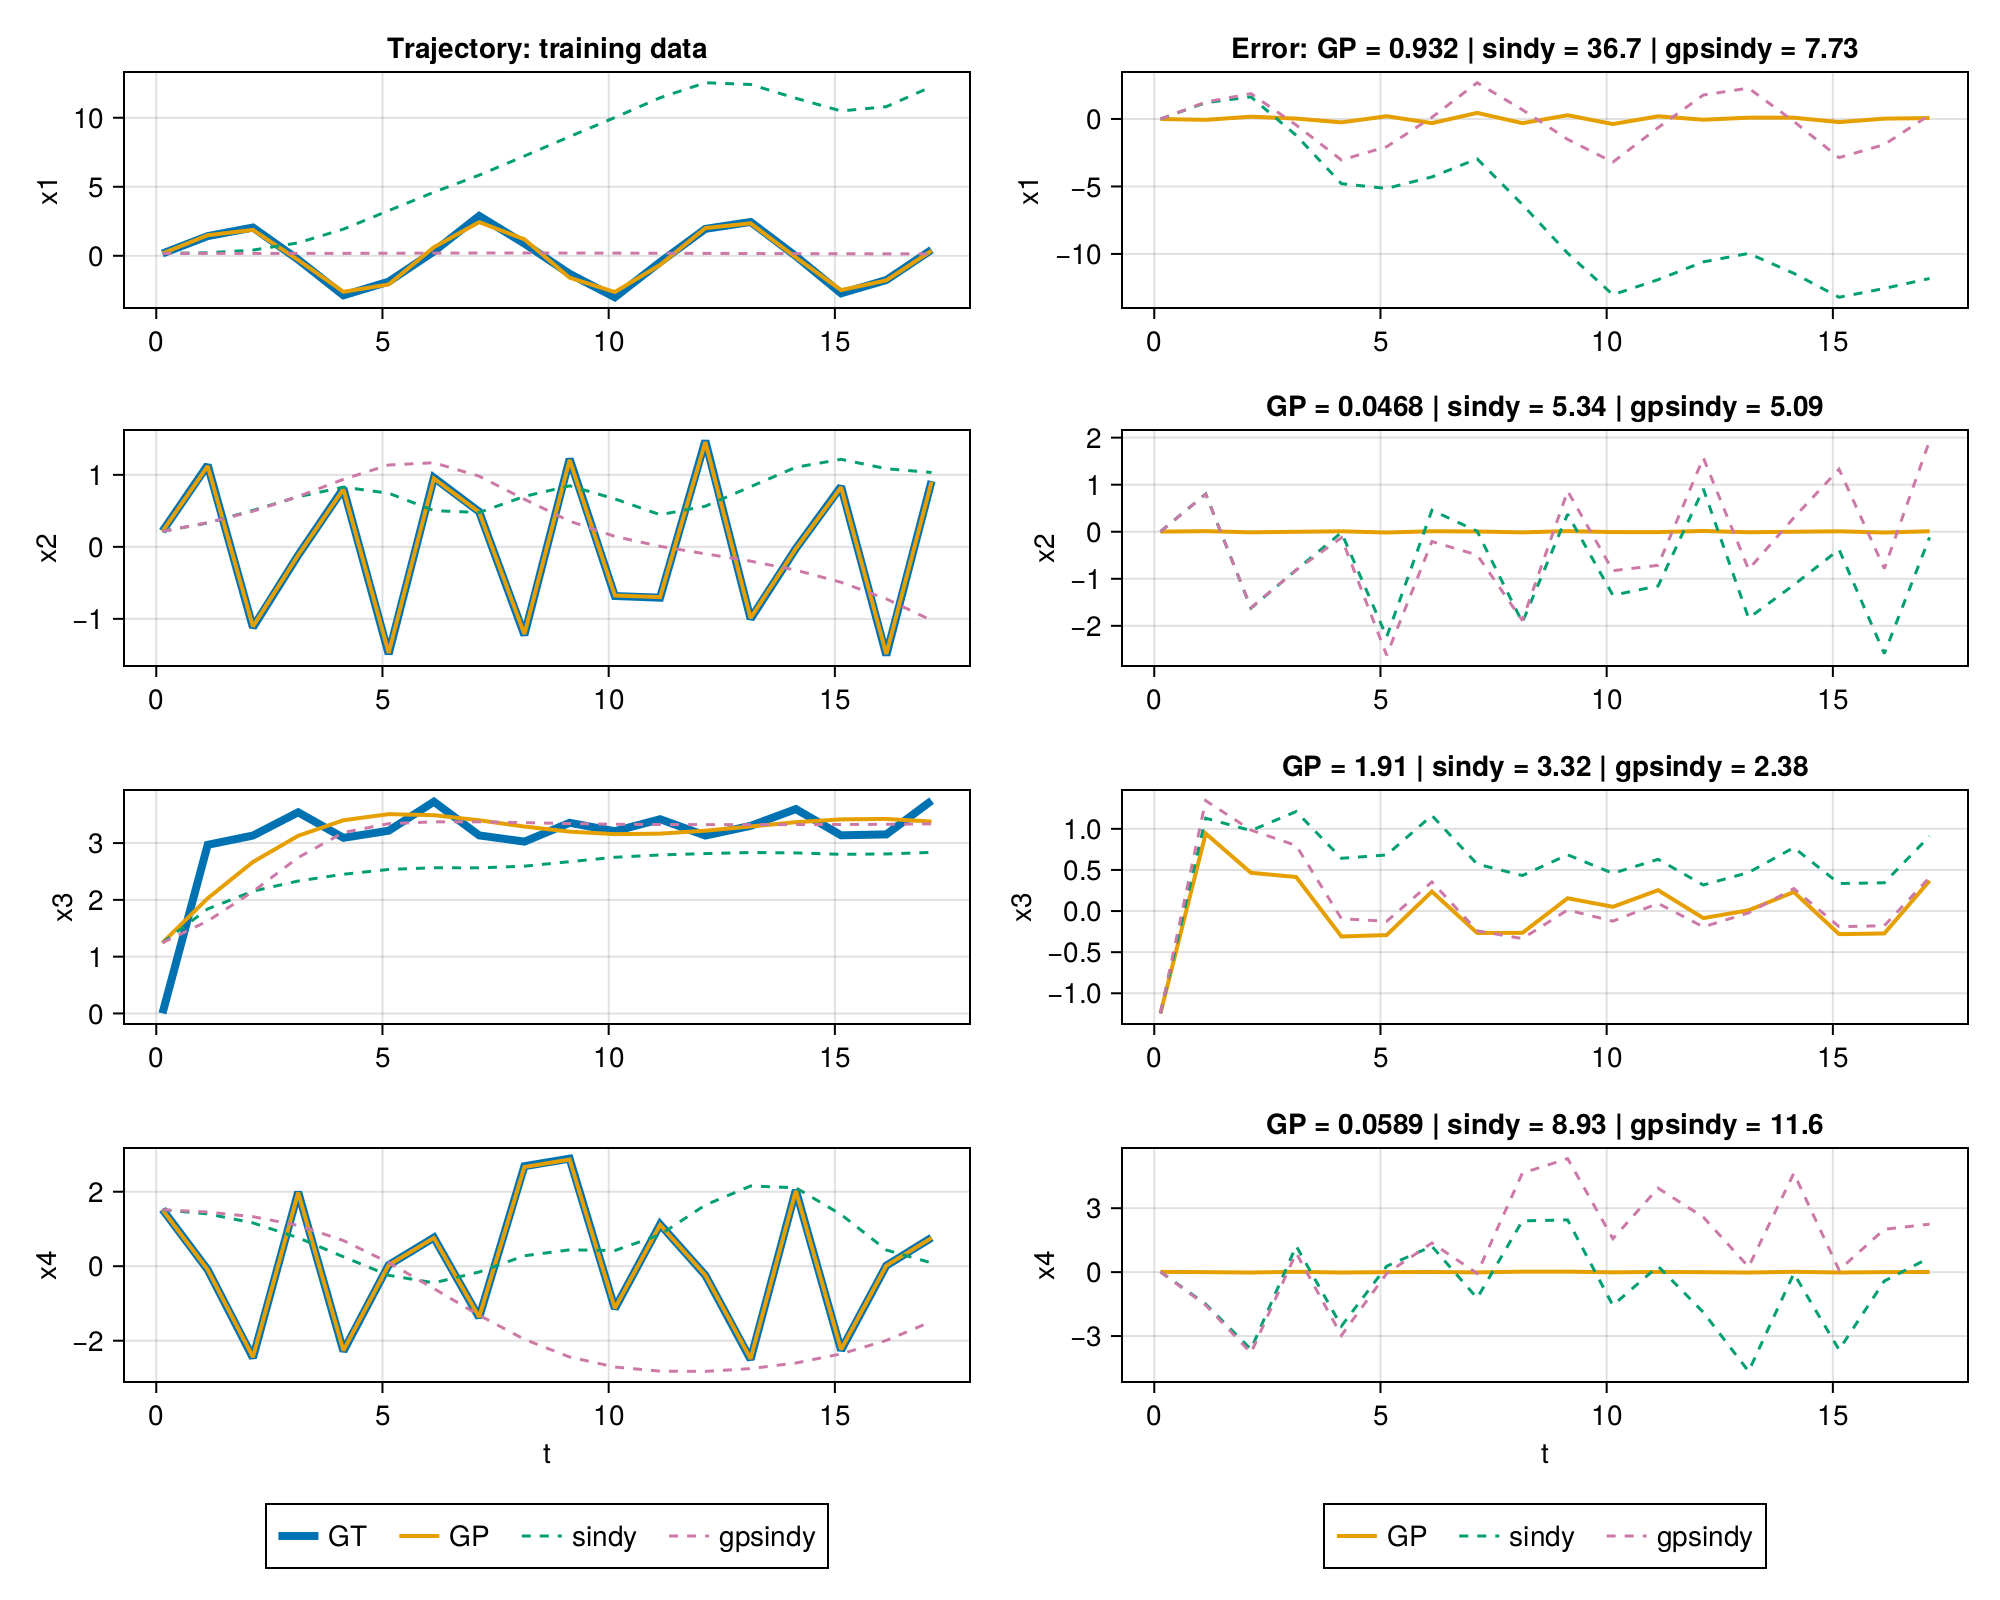 Trajectory: training data
x1
10
5
0
0 5 10 15
Error: GP = 0.932 | sindy = 36.7 | gpsindy = 7.73
x1
0
−5
−10
0 5 10 15
x2
1
0
−1
0 5 10 15
GP = 0.0468 | sindy = 5.34 | gpsindy = 5.09
x2
2
1
0
−1
−2
0 5 10 15
x3
3
2
1
0
0 5 10 15
GP = 1.91 | sindy = 3.32 | gpsindy = 2.38
x3
1.0
0.5
0.0
−0.5
−1.0
0 5 10 15
x4
2
0
−2
0 5 10 15
t
GP = 0.0589 | sindy = 8.93 | gpsindy = 11.6
x4
3
0
−3
0 5 10 15
t
GT GP sindy gpsindy
GP sindy gpsindy